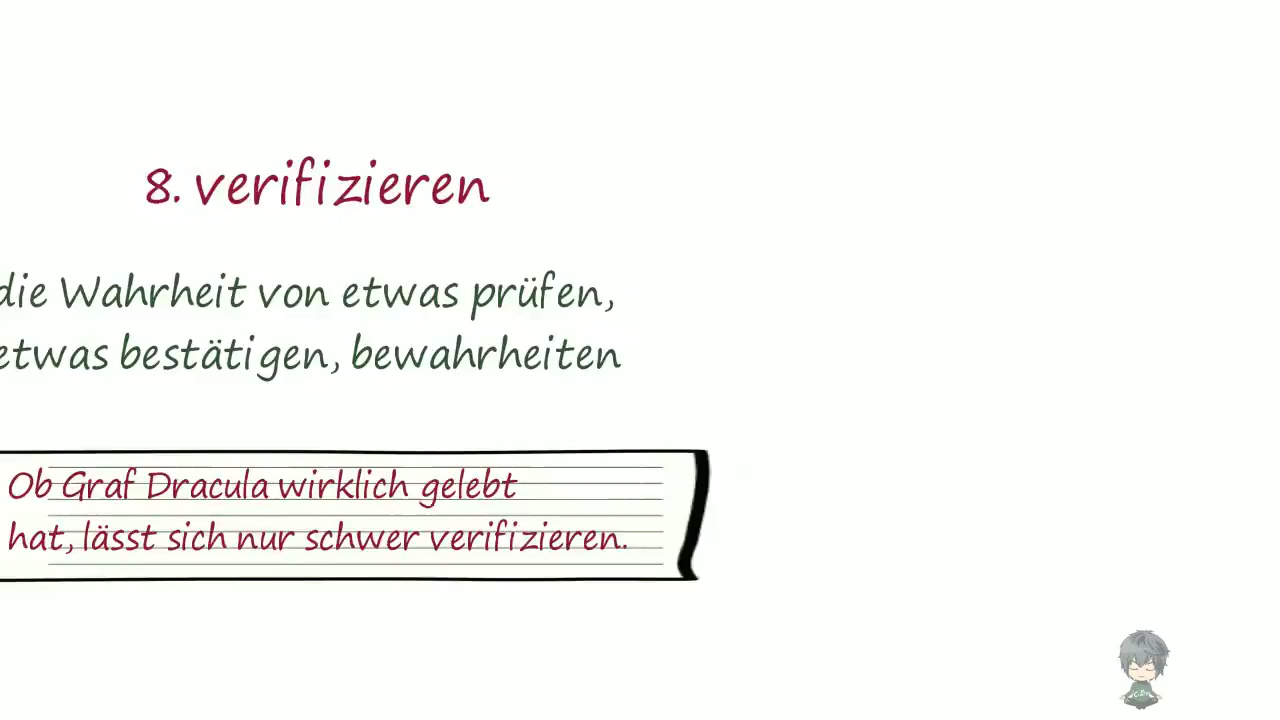 8. verifizieren
die Wahrheit von etwas prüfen,
etwas bestätigen, bewahrheiten
Ob Graf Dracula wirklich gelebt
hat, lässt sich nur schwer verifizieren.